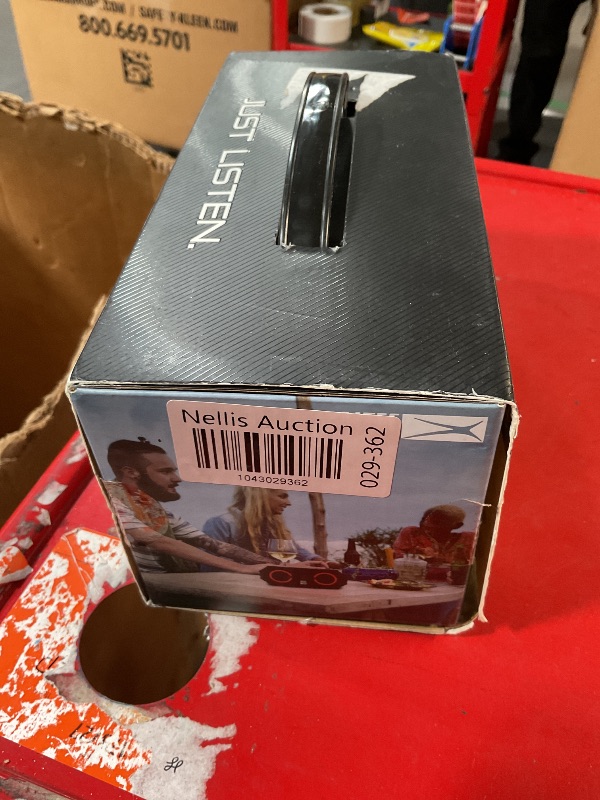 800.669.5701
JUST LISTEN.
Nellis Auction
1043029362
029-362